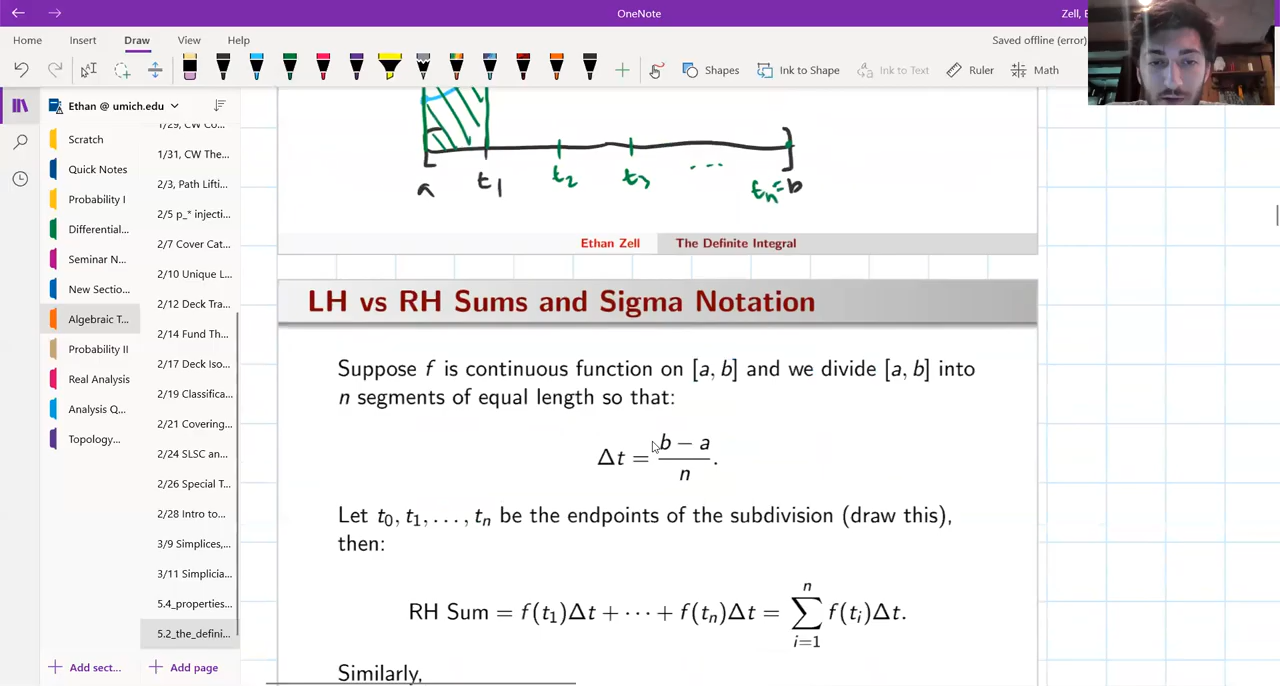 OneNote
Zell, E
Home Insert Draw View Help
Saved offline (error)
Shapes Ink to Shape Ink to Text Ruler Math
Ethan @ umich.edu
Scratch
Quick Notes
Probability I
Differential...
Seminar N...
New Sectio...
Algebraic T...
Probability II
Real Analysis
Analysis Q...
Topology...
Add sect...
1/29, CW Co...
1/31, CW The...
2/3, Path Lifti...
2/5 p_* injecti...
2/7 Cover Cat...
2/10 Unique L...
2/12 Deck Tra...
2/14 Fund Th...
2/17 Deck Iso...
2/19 Classifica...
2/21 Covering...
2/24 SLSC an...
2/26 Special T...
2/28 Intro to...
3/9 Simplices,...
3/11 Simplicia...
5.4_properties...
5.2_the_defini...
Add page
a t₁ t₂ t₃ ... tₙ=b
Ethan Zell The Definite Integral
LH vs RH Sums and Sigma Notation
Suppose f is continuous function on [a, b] and we divide [a, b] into
n segments of equal length so that:
Δt = \frac{b − a}{n}.
Let t₀, t₁, . . . , tₙ be the endpoints of the subdivision (draw this),
then:
RH Sum = f(t₁)Δt + ··· + f(tₙ)Δt = \sum_{i=1}^{n} f(tᵢ)Δt.
Similarly,